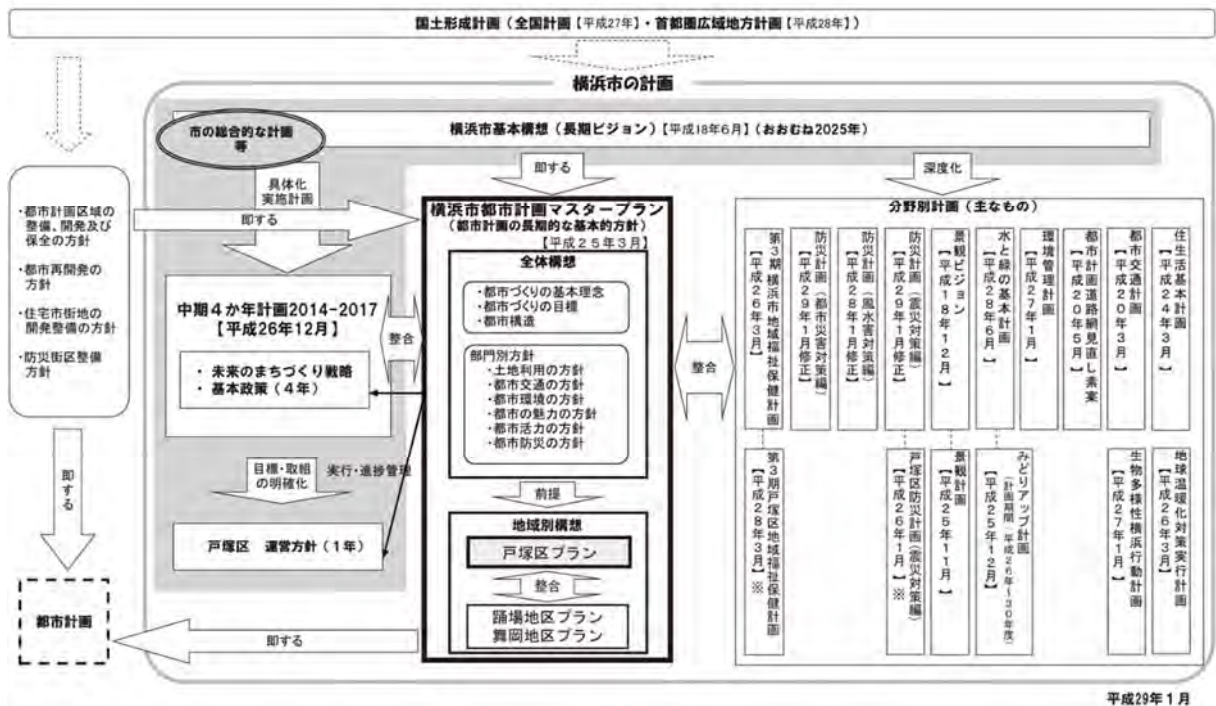 国土形成計画(全国計画【平成27年】・首都圏広域地方計画【平成28年】)
横浜市の計画
市の総合的な計画
等
横浜市基本構想(長期ビジョン)【平成18年6月】(おおむね2025年)
具体化
実施計画
即する
深度化
・都市計画区域の
整備、開発及び
保全の方針
・都市再開発の
方針
・住宅市街地の
開発整備の方針
・防災街区整備
方針
即する
即する
都市計画
中期4か年計画2014-2017
【平成26年12月】
・ 未来のまちづくり戦略
・ 基本政策(4年)
目標・取組
の明確化
実行・進捗管理
戸塚区 運営方針(1年)
整合
横浜市都市計画マスタープラン
(都市計画の長期的な基本的方針)
【平成25年3月】
全体構想
・都市づくりの基本理念
・都市づくりの目標
・都市構造
部門別方針
・土地利用の方針
・都市交通の方針
・都市環境の方針
・都市の魅力の方針
・都市活力の方針
・都市防災の方針
前提
地域別構想
戸塚区プラン
整合
踊場地区プラン
舞岡地区プラン
即する
整合
分野別計画(主なもの)
住生活基本計画
【平成24年3月】
都市交通計画
【平成20年3月】
都市計画道路網見直し素案
【平成20年5月】
環境管理計画
【平成27年1月】
水と緑の基本計画
【平成28年6月】
景観ビジョン
【平成18年12月】
防災計画(震災対策編)
【平成29年1月修正】
防災計画(風水害対策編)
【平成28年1月修正】
防災計画(都市災害対策編)
【平成29年1月修正】
第3期横浜市地域福祉保健計画
【平成26年3月】
地球温暖化対策実行計画
【平成26年3月】
生物多様性横浜行動計画
【平成27年1月】
みどりアップ計画
(計画期間:平成26年~30年度)
【平成25年12月】
景観計画
【平成25年11月】
戸塚区防災計画(震災対策編)
【平成26年1月】※
第3期戸塚区地域福祉保健計画
【平成28年3月】※
平成29年1月